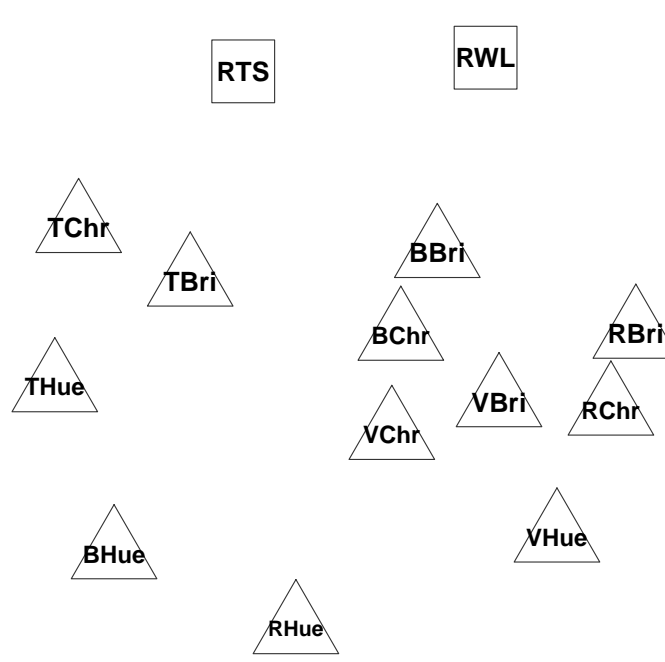 RTS
RWL
TChr
BBri
TBri
BChr
RBri
THue
VBri
RChr
VChr
VHue
BHue
RHue